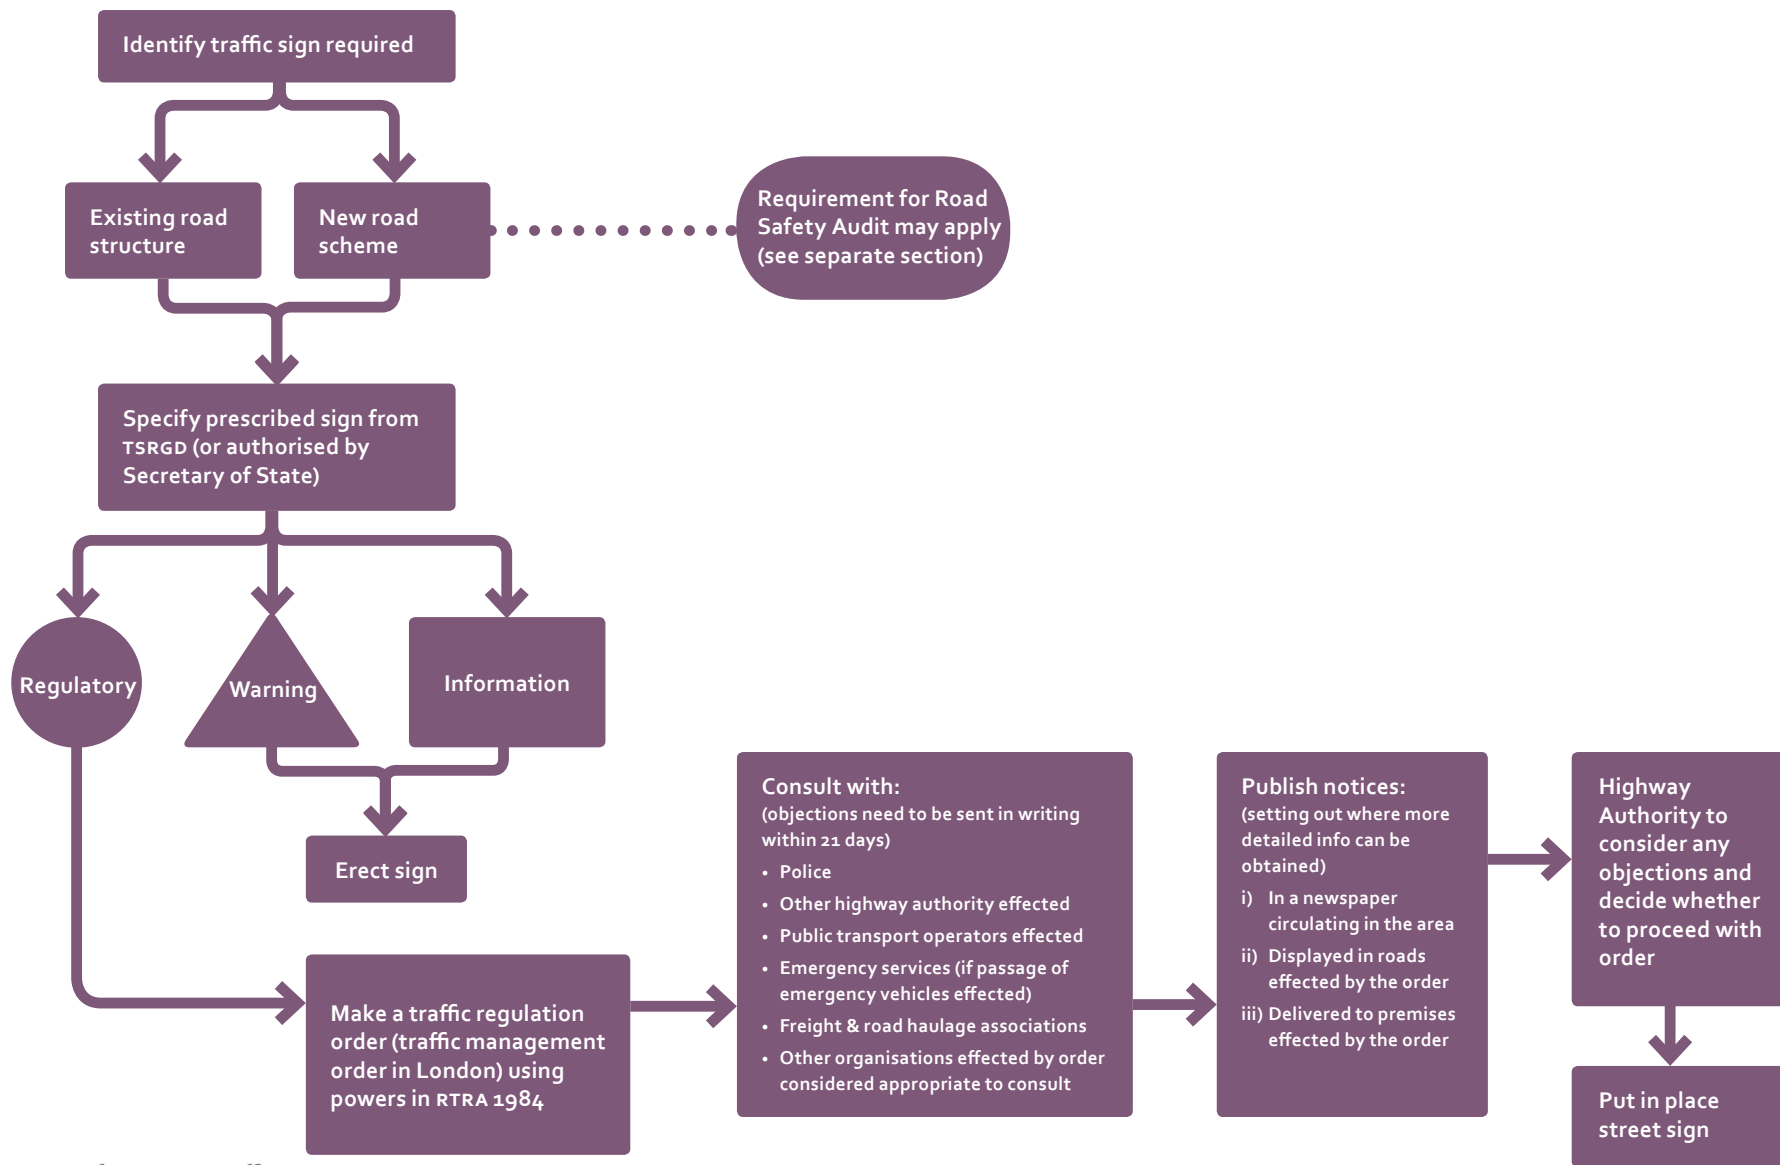 Identify traffic sign required
Existing road
structure
New road
scheme
Requirement for Road
Safety Audit may apply
(see separate section)
Specify prescribed sign from
TSRGD (or authorised by
Secretary of State)
Regulatory
Warning
Information
Erect sign
Make a traffic regulation
order (traffic management
order in London) using
powers in RTRA 1984
Consult with:
(objections need to be sent in writing
within 21 days)
• Police
• Other highway authority effected
• Public transport operators effected
• Emergency services (if passage of
emergency vehicles effected)
• Freight & road haulage associations
• Other organisations effected by order
considered appropriate to consult
Publish notices:
(setting out where more
detailed info can be
obtained)
i) In a newspaper
circulating in the area
ii) Displayed in roads
effected by the order
iii) Delivered to premises
effected by the order
Highway
Authority to
consider any
objections and
decide whether
to proceed with
order
Put in place
street sign